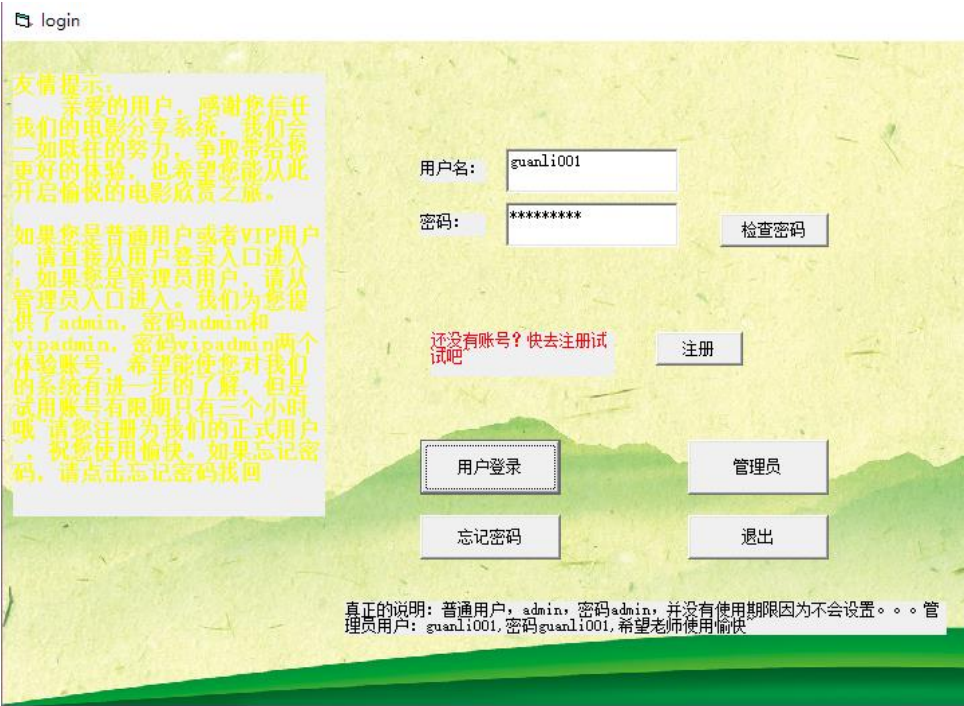 login
友情提示:
亲爱的用户，感谢您信任
我们的电影分享系统，我们会
一如既往的努力，争取带给您
更好的体验，也希望您能从此
开启愉悦的电影欣赏之旅。
如果您是普通用户或者VIP用户
，请直接从用户登录入口进入
；如果您是管理员用户，请从
管理员入口进入。我们为您提
供了admin，密码admin和
vipadmin，密码vipadmin两个
体验账号，希望能使您对我们
的系统有进一步的了解，但是
试用账号有限期只有三个小时
哦~请您注册为我们的正式用户
，祝您使用愉快。如果忘记密
码，请点击忘记密码找回
用户名:
guanli001
密码:
*********
检查密码
还没有账号？快去注册试
试吧~
注册
用户登录
管理员
忘记密码
退出
真正的说明：普通用户，admin，密码admin，并没有使用期限因为不会设置。。。管
理员用户：guanli001,密码guanli001,希望老师使用愉快~